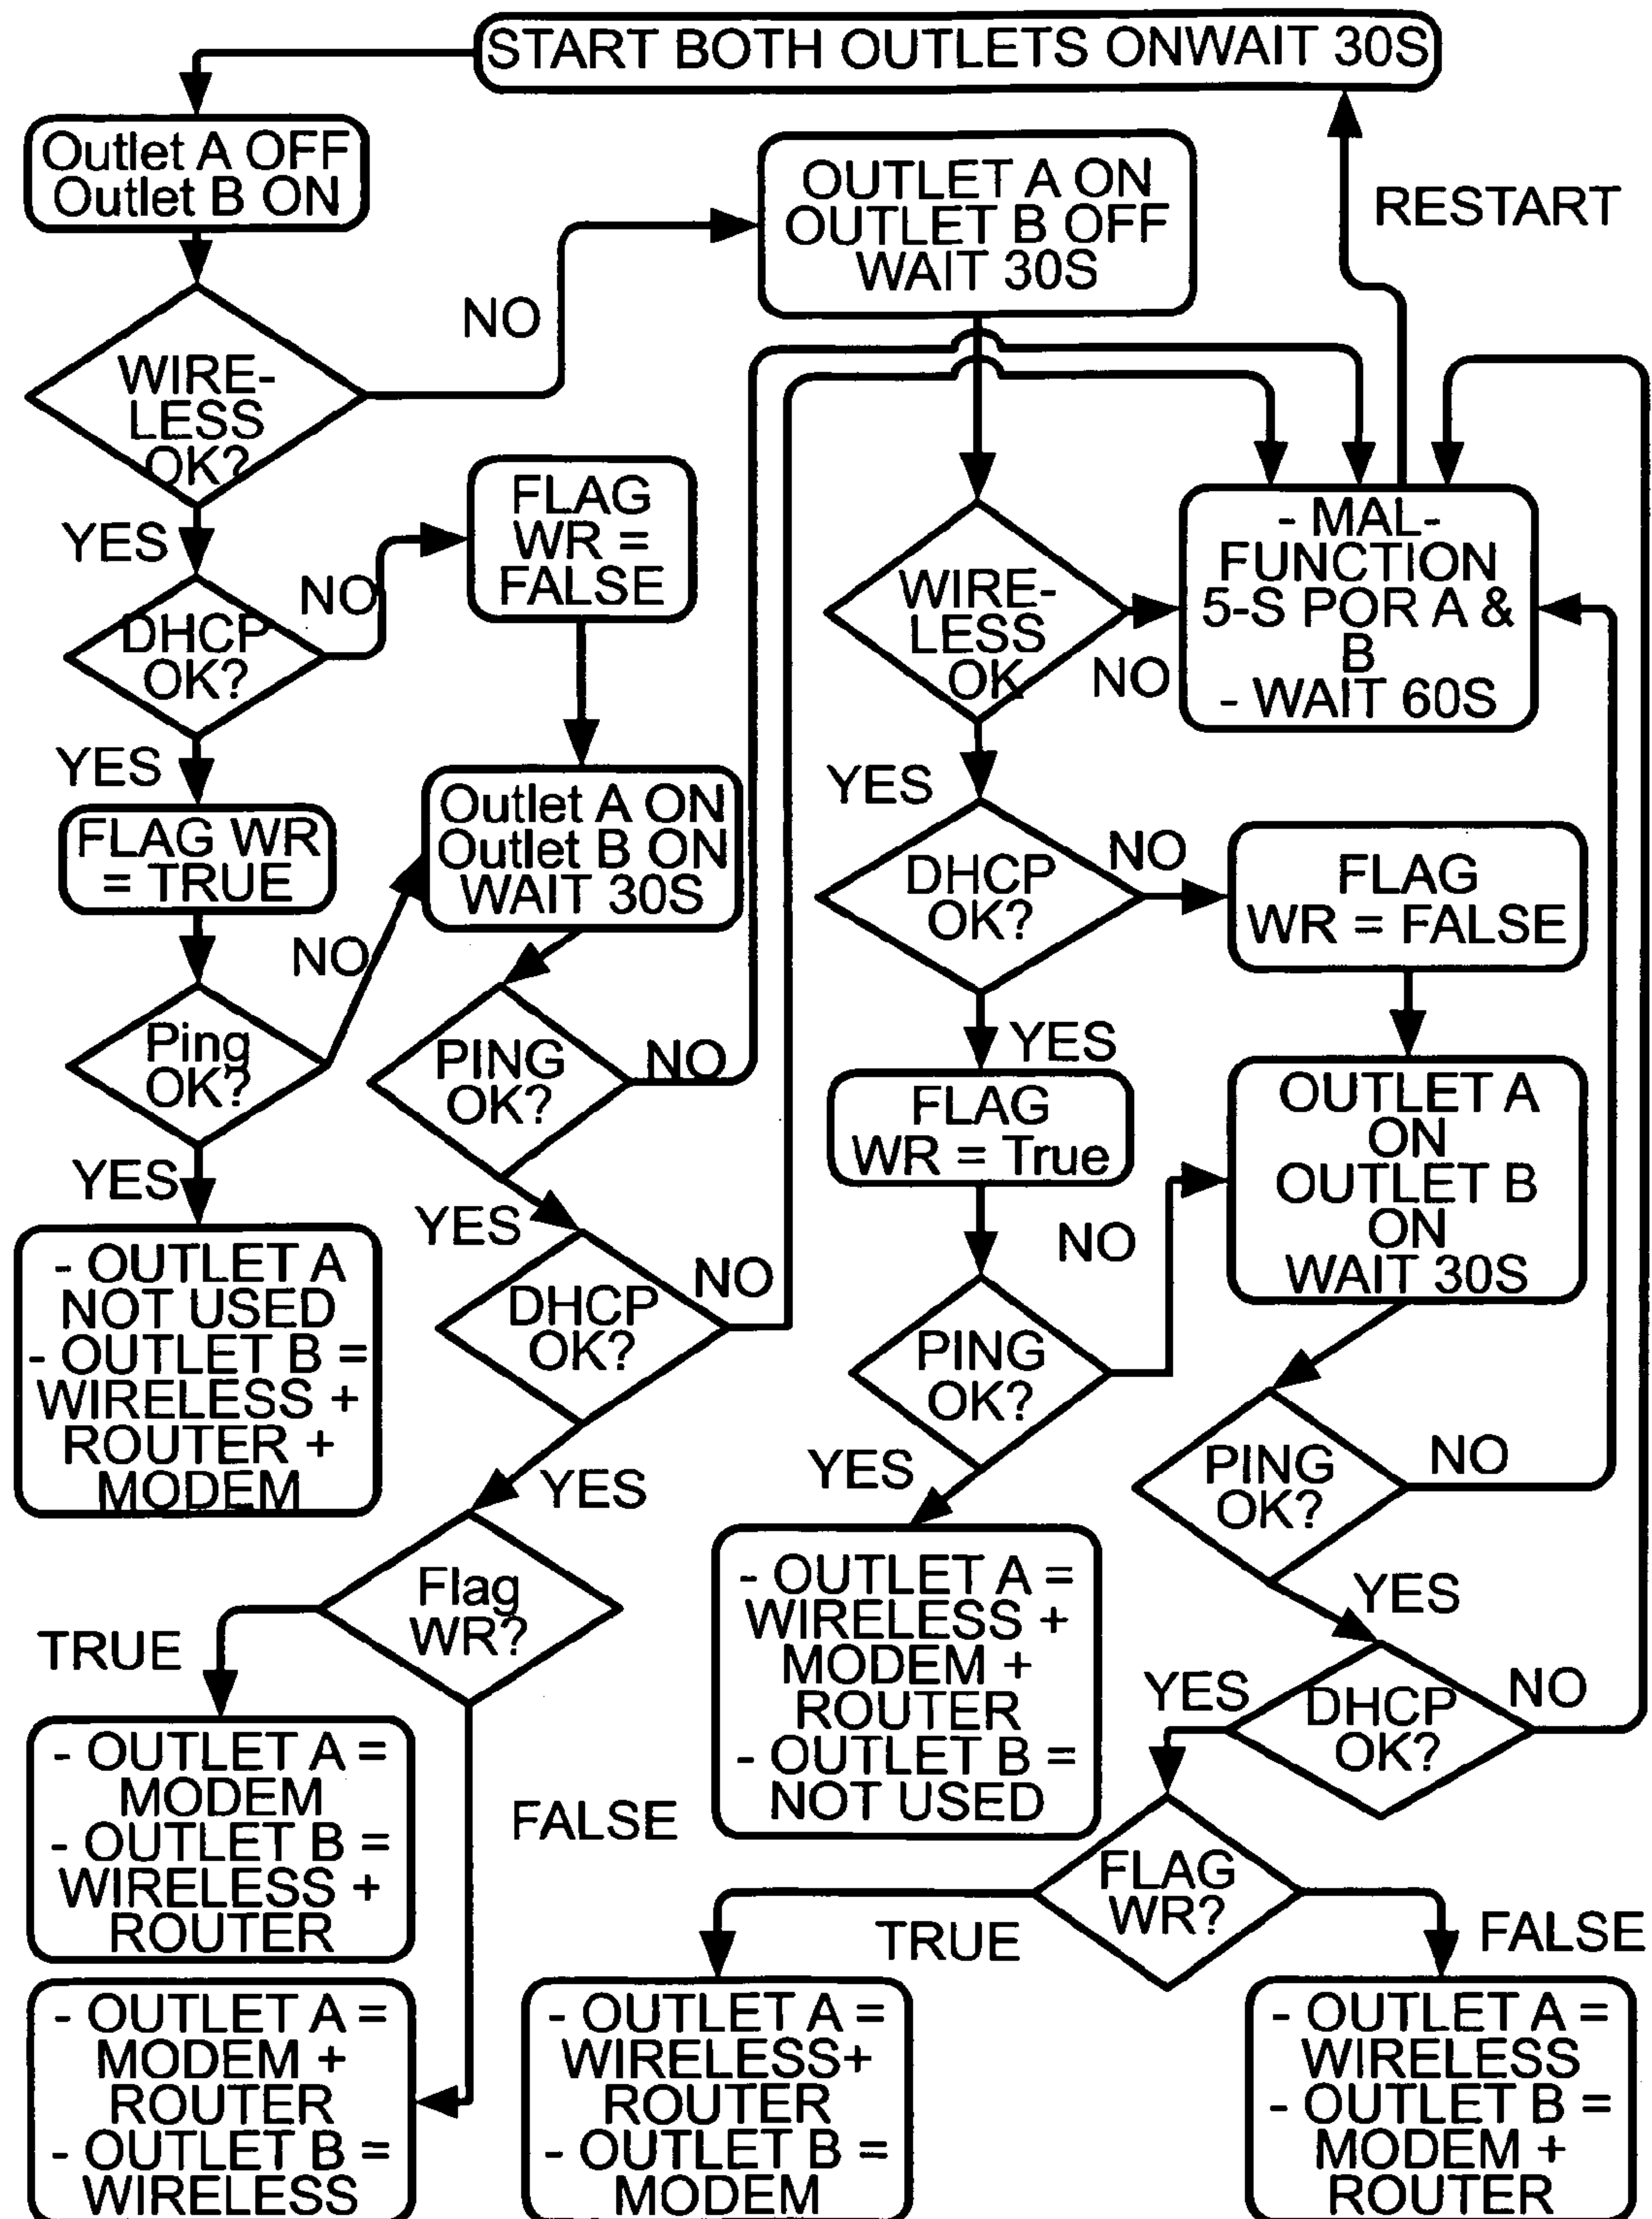 START BOTH OUTLETS ONWAIT 30S
Outlet A OFF
Outlet B ON
OUTLET A ON
OUTLET B OFF
WAIT 30S
RESTART
NO
WIRE-
LESS
OK?
YES
FLAG
WR =
FALSE
NO
DHCP
OK?
YES
WIRE-
LESS
OK
NO
- MAL-
FUNCTION
5-S POR A &
B
- WAIT 60S
YES
FLAG WR
= TRUE
Outlet A ON
Outlet B ON
WAIT 30S
NO
Ping
OK?
YES
PING
OK?
NO
YES
DHCP
OK?
NO
FLAG
WR = FALSE
YES
FLAG
WR = True
OUTLET A
ON
OUTLET B
ON
WAIT 30S
NO
- OUTLET A
NOT USED
- OUTLET B =
WIRELESS +
ROUTER +
MODEM
DHCP
OK?
NO
YES
PING
OK?
YES
PING
OK?
NO
YES
Flag
WR?
TRUE
FALSE
- OUTLET A =
WIRELESS +
MODEM +
ROUTER
- OUTLET B =
NOT USED
YES
DHCP
OK?
NO
- OUTLET A =
MODEM
- OUTLET B =
WIRELESS +
ROUTER
FLAG
WR?
TRUE
FALSE
- OUTLET A =
MODEM +
ROUTER
- OUTLET B =
WIRELESS
- OUTLET A =
WIRELESS+
ROUTER
- OUTLET B =
MODEM
- OUTLET A =
WIRELESS
- OUTLET B =
MODEM +
ROUTER